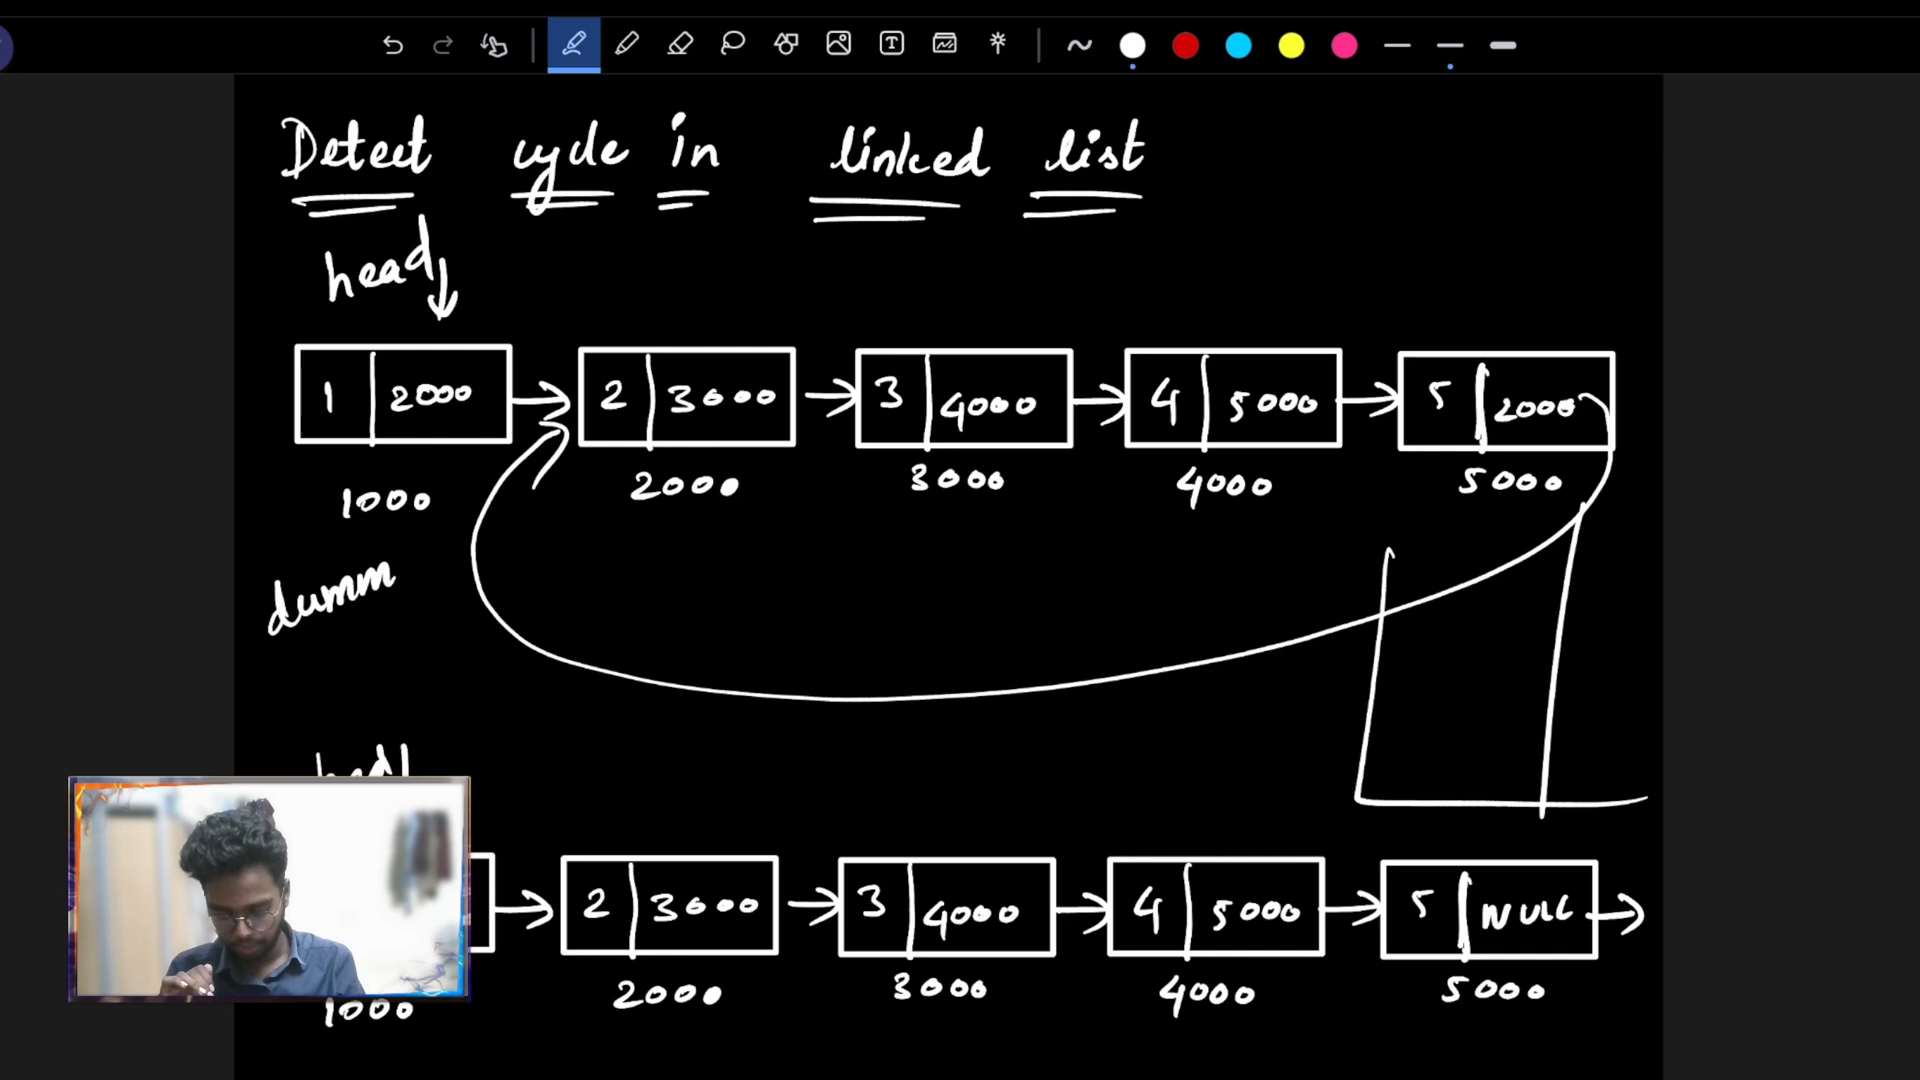 Detect cycle in linked list
head
1 2000 2 3000 3 4000 4 5000 5 2000
1000 2000 3000 4000 5000
dumm
2 3000 3 4000 4 5000 5 NULL
1000 2000 3000 4000 5000